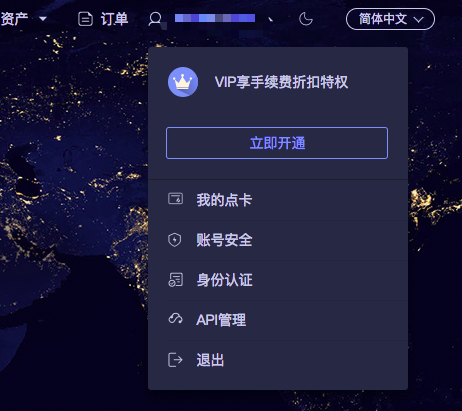 资产
订单
简体中文
VIP享手续费折扣特权
立即开通
我的点卡
账号安全
身份认证
API管理
退出